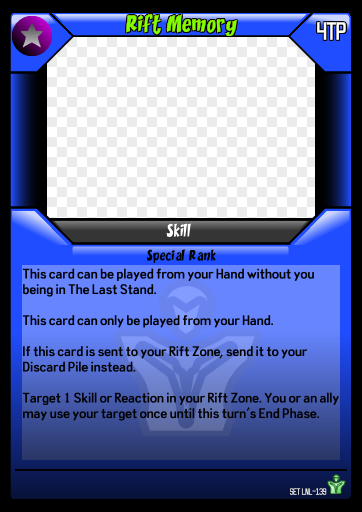 Rift Memory
4TP
Skill
Special Rank
This card can be played from your Hand without you
being in The Last Stand.
This card can only be played from your Hand.
If this card is sent to your Rift Zone, send it to your
Discard Pile instead.
Target 1 Skill or Reaction in your Rift Zone. You or an ally
may use your target once until this turn's End Phase.
SET LNL-139